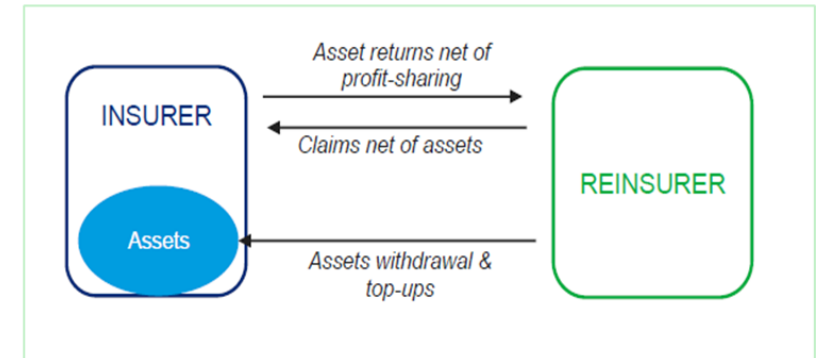 Asset returns net of
profit-sharing
INSURER
Claims net of assets
REINSURER
Assets
Assets withdrawal &
top-ups